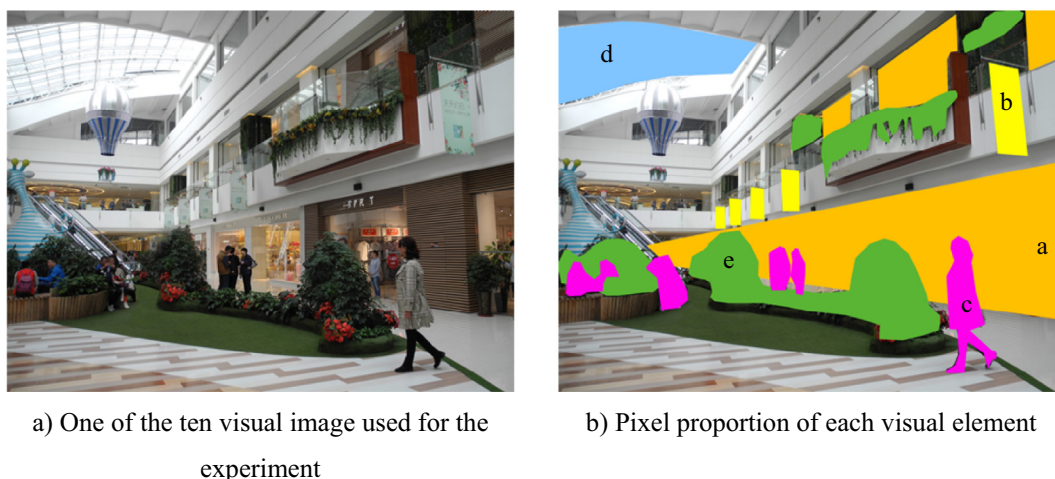 d
b
a
e
c
a) One of the ten visual image used for the
experiment
b) Pixel proportion of each visual element